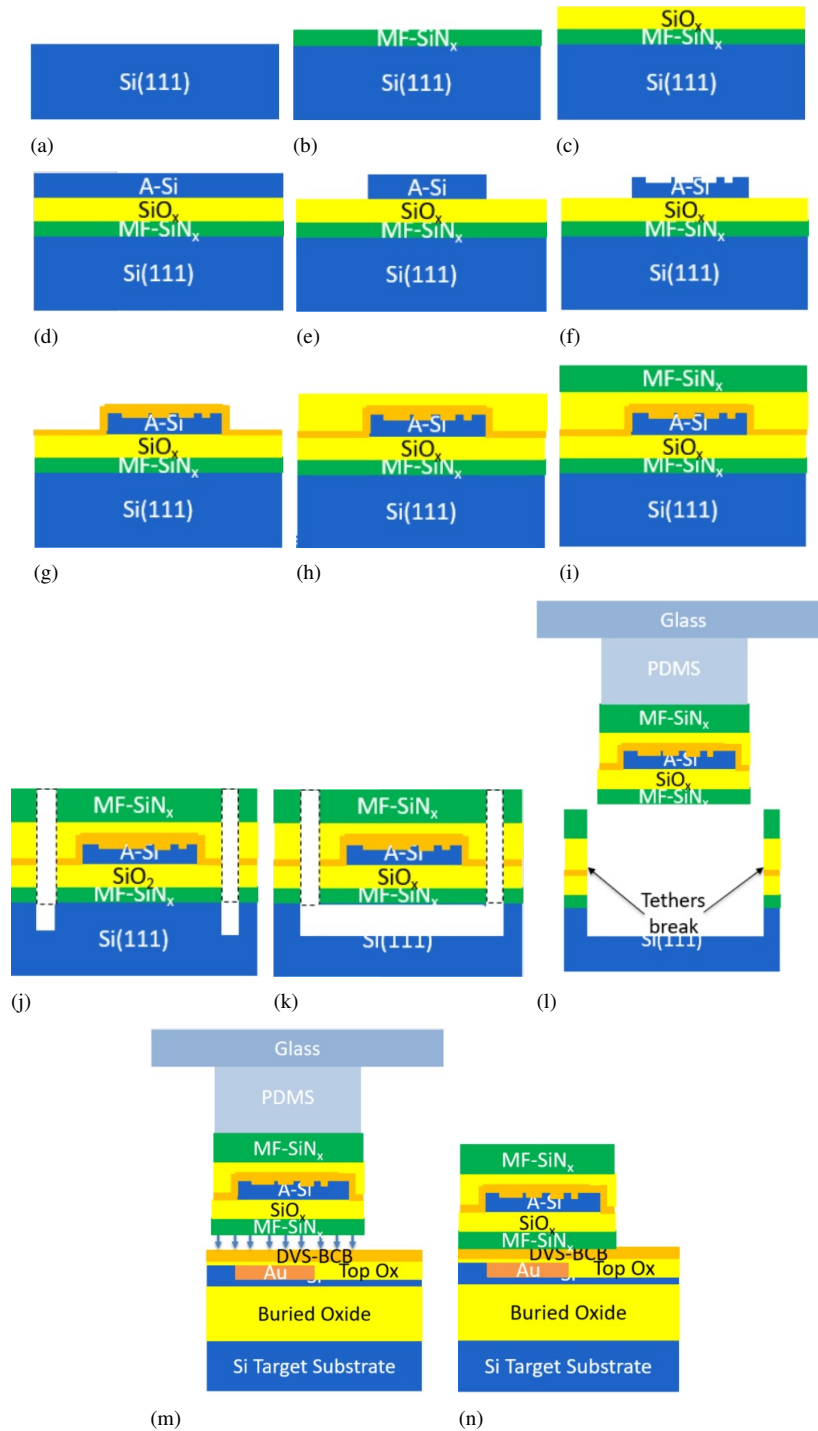 Si(111)
(a)
MF-SiNₓ
Si(111)
(b)
SiOₓ
MF-SiNₓ
Si(111)
(c)
A-Si
SiOₓ
MF-SiNₓ
Si(111)
(d)
A-Si
SiOₓ
MF-SiNₓ
Si(111)
(e)
A-Si
SiOₓ
MF-SiNₓ
Si(111)
(f)
A-Si
SiOₓ
MF-SiNₓ
Si(111)
(g)
A-Si
SiOₓ
MF-SiNₓ
Si(111)
(h)
MF-SiNₓ
A-Si
SiOₓ
MF-SiNₓ
Si(111)
(i)
MF-SiNₓ
A-Si
SiO₂
MF-SiNₓ
Si(111)
(j)
MF-SiNₓ
A-Si
SiOₓ
MF-SiNₓ
Si(111)
(k)
Glass
PDMS
MF-SiNₓ
A-Si
SiOₓ
MF-SiNₓ
Tethers
break
Si(111)
(l)
Glass
PDMS
MF-SiNₓ
A-Si
SiOₓ
MF-SiNₓ
DVS-BCB
Au
Top Ox
Buried Oxide
Si Target Substrate
(m)
MF-SiNₓ
A-Si
SiOₓ
MF-SiNₓ
DVS-BCB
Au
Top Ox
Buried Oxide
Si Target Substrate
(n)